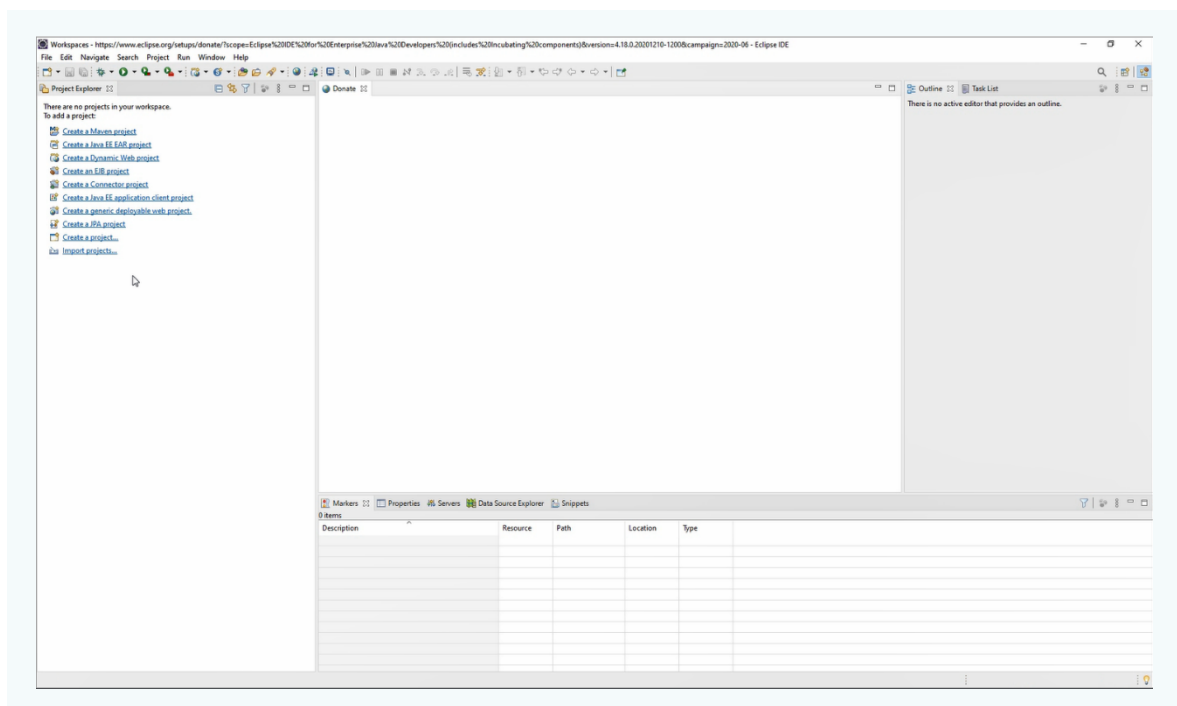 Workspaces - https://www.eclipse.org/setups/donate/?scope=Eclipse%20IDE%20for%20Enterprise%20Java%20Developers%20(includes%20Incubating%20components)&version=4.18.0.20201210-1200&campaign=2020-06 - Eclipse IDE
File Edit Navigate Search Project Run Window Help
Project Explorer
Donate
Outline Task List
There are no projects in your workspace.
To add a project:
There is no active editor that provides an outline.
Create a Maven project
Create a Java EE EAR project
Create a Dynamic Web project
Create an EJB project
Create a Connector project
Create a Java EE application client project
Create a generic deployable web project.
Create a JPA project
Create a project...
Import projects...
Markers Properties Servers Data Source Explorer Snippets
0 items
Description Resource Path Location Type